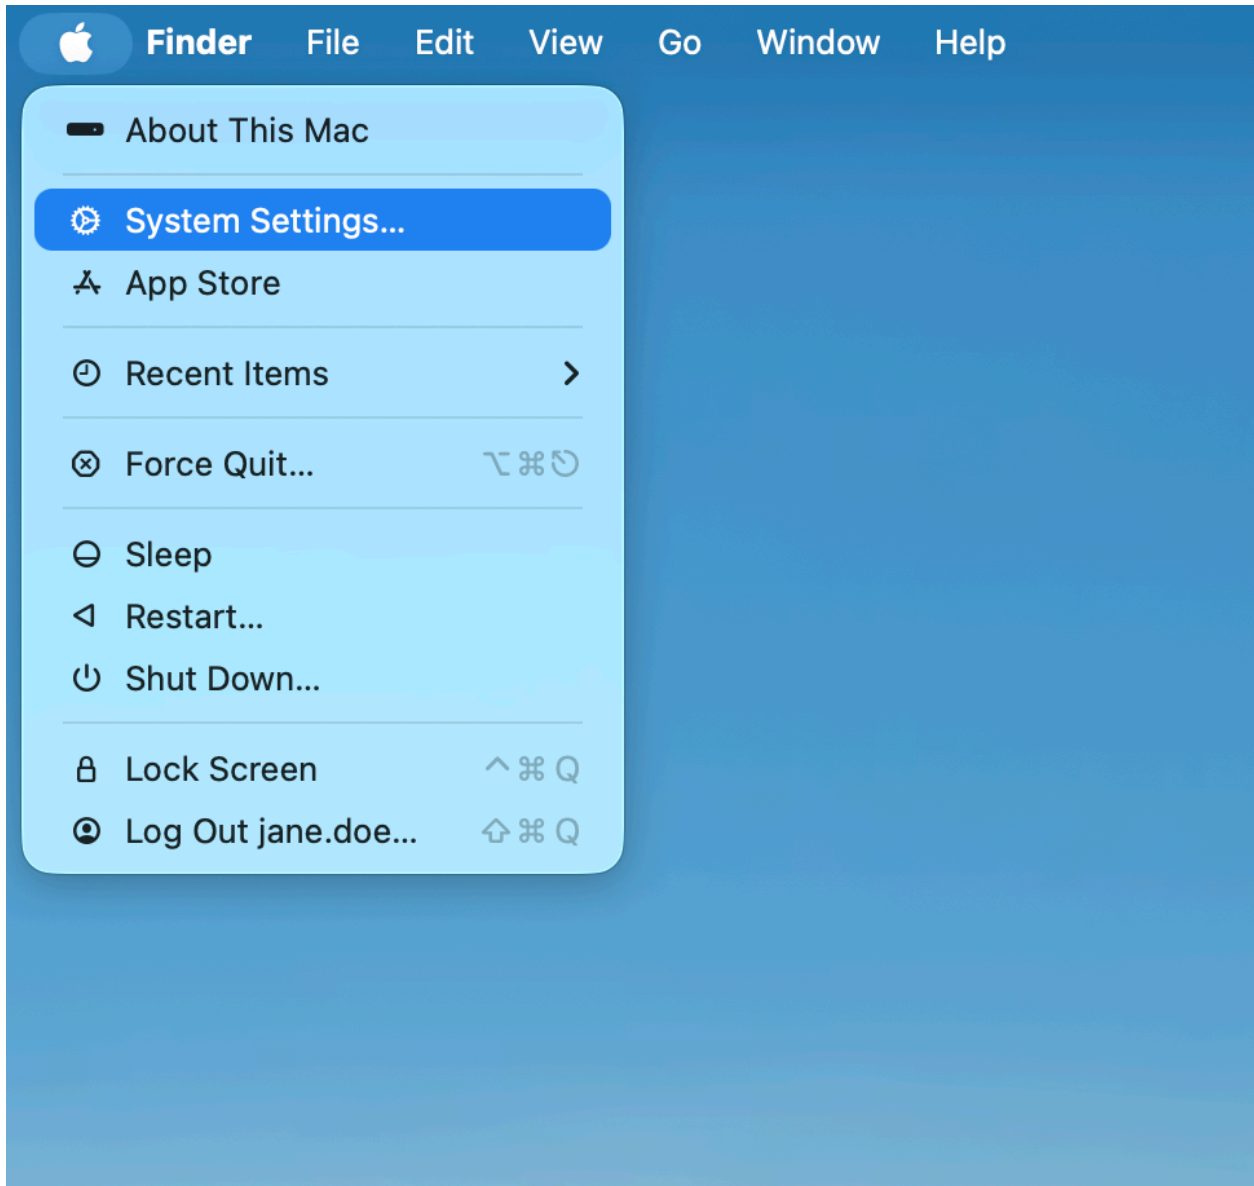 Finder File Edit View Go Window Help
About This Mac
System Settings...
App Store
Recent Items
Force Quit... ⌥⌘⎋
Sleep
Restart...
Shut Down...
Lock Screen ^⌘Q
Log Out jane.doe... ⇧⌘Q